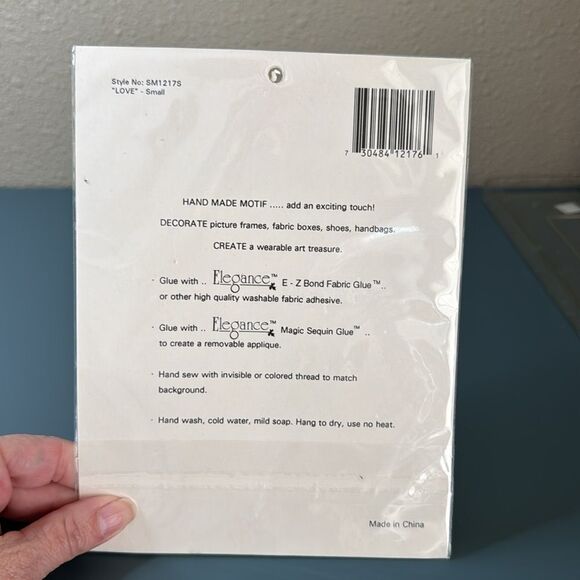 Style No: SM1217S
"LOVE" - Small
7 30484 12176 1
HAND MADE MOTIF ..... add an exciting touch!
DECORATE picture frames, fabric boxes, shoes, handbags.
CREATE a wearable art treasure.
· Glue with .. Elegance™ E - Z Bond Fabric Glue™..
or other high quality washable fabric adhesive.
· Glue with .. Elegance™ Magic Sequin Glue™ ..
to create a removable applique.
· Hand sew with invisible or colored thread to match
background.
· Hand wash, cold water, mild soap. Hang to dry, use no heat.
Made in China